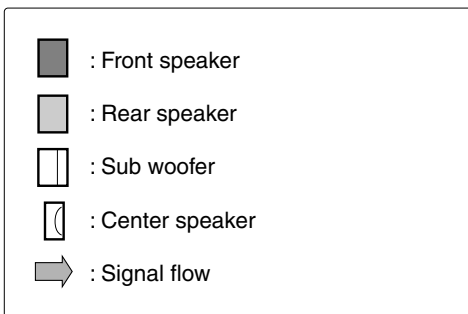 : Front speaker
: Rear speaker
: Sub woofer
: Center speaker
: Signal flow